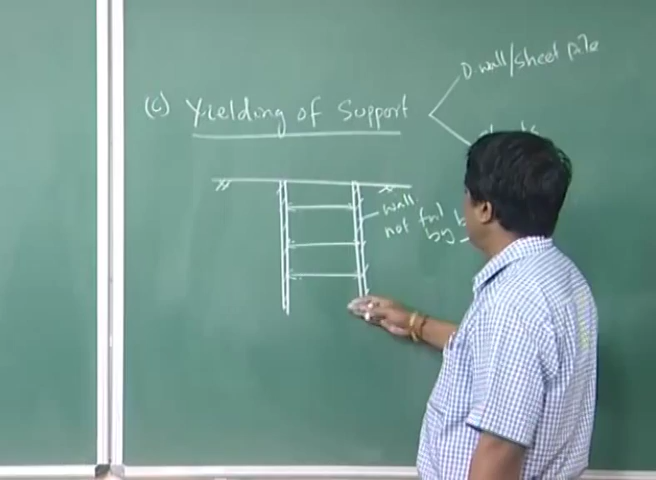 (c) Yielding of Support
D.wall/sheet pile
wall
not fail
by